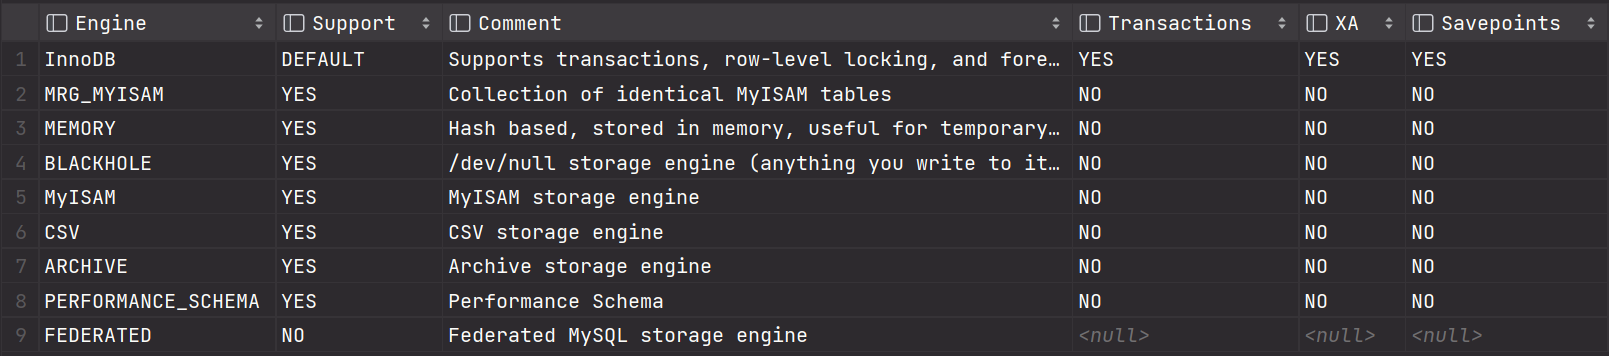 Engine Support Comment Transactions XA Savepoints
1 InnoDB DEFAULT Supports transactions, row-level locking, and fore… YES YES YES
2 MRG_MYISAM YES Collection of identical MyISAM tables NO NO NO
3 MEMORY YES Hash based, stored in memory, useful for temporary… NO NO NO
4 BLACKHOLE YES /dev/null storage engine (anything you write to it… NO NO NO
5 MyISAM YES MyISAM storage engine NO NO NO
6 CSV YES CSV storage engine NO NO NO
7 ARCHIVE YES Archive storage engine NO NO NO
8 PERFORMANCE_SCHEMA YES Performance Schema NO NO NO
9 FEDERATED NO Federated MySQL storage engine <null> <null> <null>